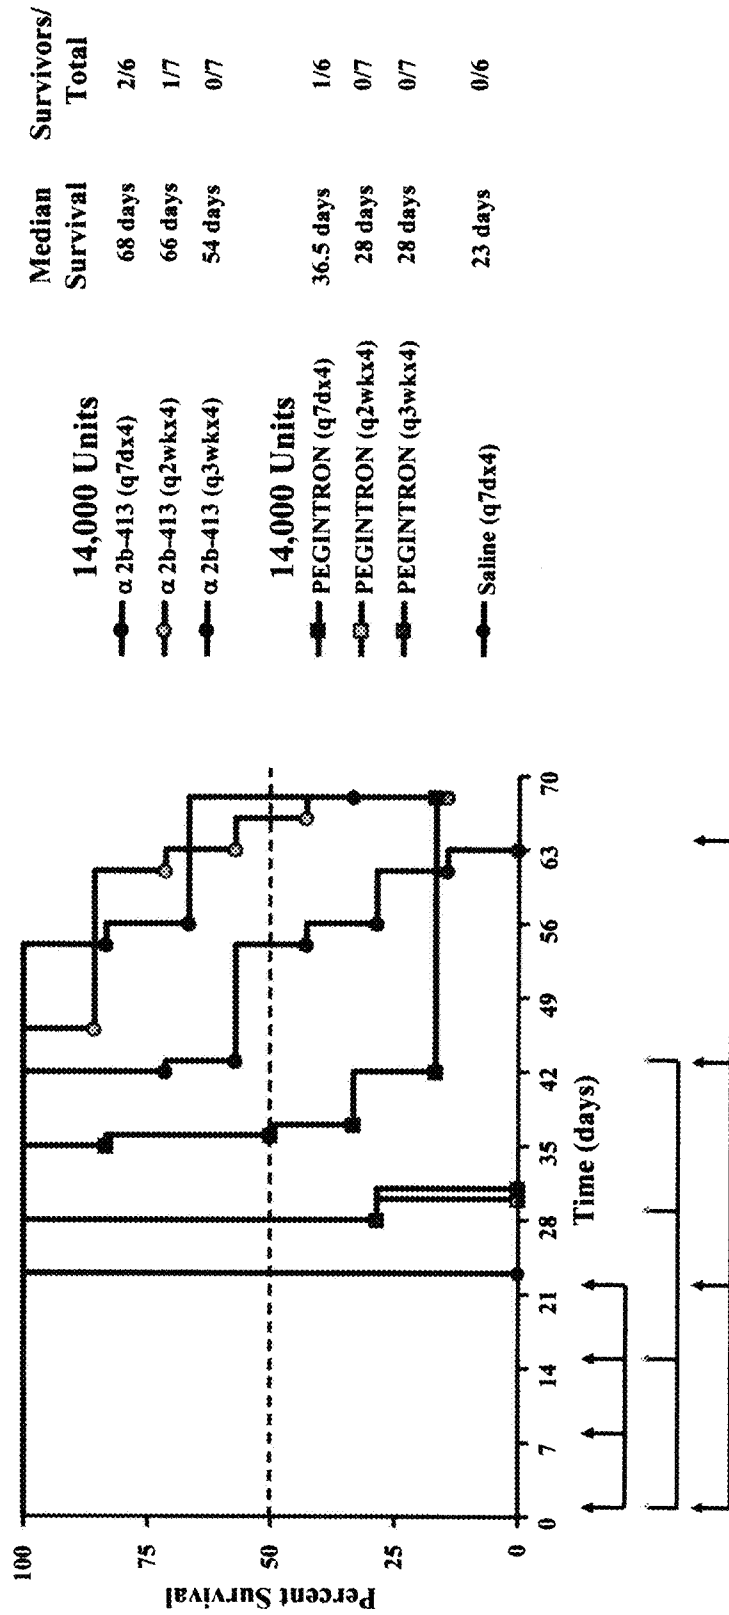 Percent Survival
100
75
50
25
0
0
7
14
21
28
35
42
49
56
63
70
Time (days)
Median Survivors/
Survival Total
14,000 Units
α 2b-413 (q7dx4) 68 days 2/6
α 2b-413 (q2wkx4) 66 days 1/7
α 2b-413 (q3wkx4) 54 days 0/7
14,000 Units
PEGINTRON (q7dx4) 36.5 days 1/6
PEGINTRON (q2wkx4) 28 days 0/7
PEGINTRON (q3wkx4) 28 days 0/7
Saline (q7dx4) 23 days 0/6